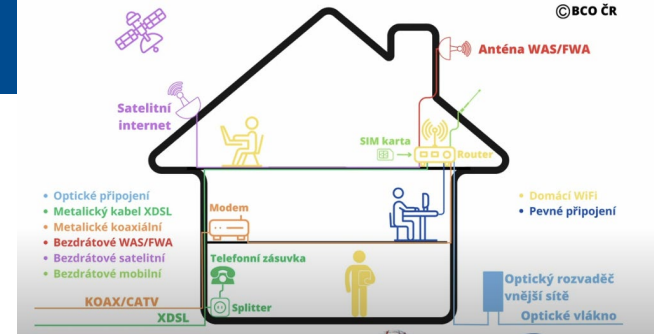 ©BCO ČR
Anténa WAS/FWA
Satelitní
internet
SIM karta
Router
• Optické připojení
• Metalický kabel XDSL
• Metalické koaxiální
• Bezdrátové WAS/FWA
• Bezdrátové satelitní
• Bezdrátové mobilní
Modem
• Domácí WiFi
• Pevné připojení
Telefonní zásuvka
Optický rozvaděč
vnější sítě
KOAX/CATV
Splitter
XDSL
Optické vlákno